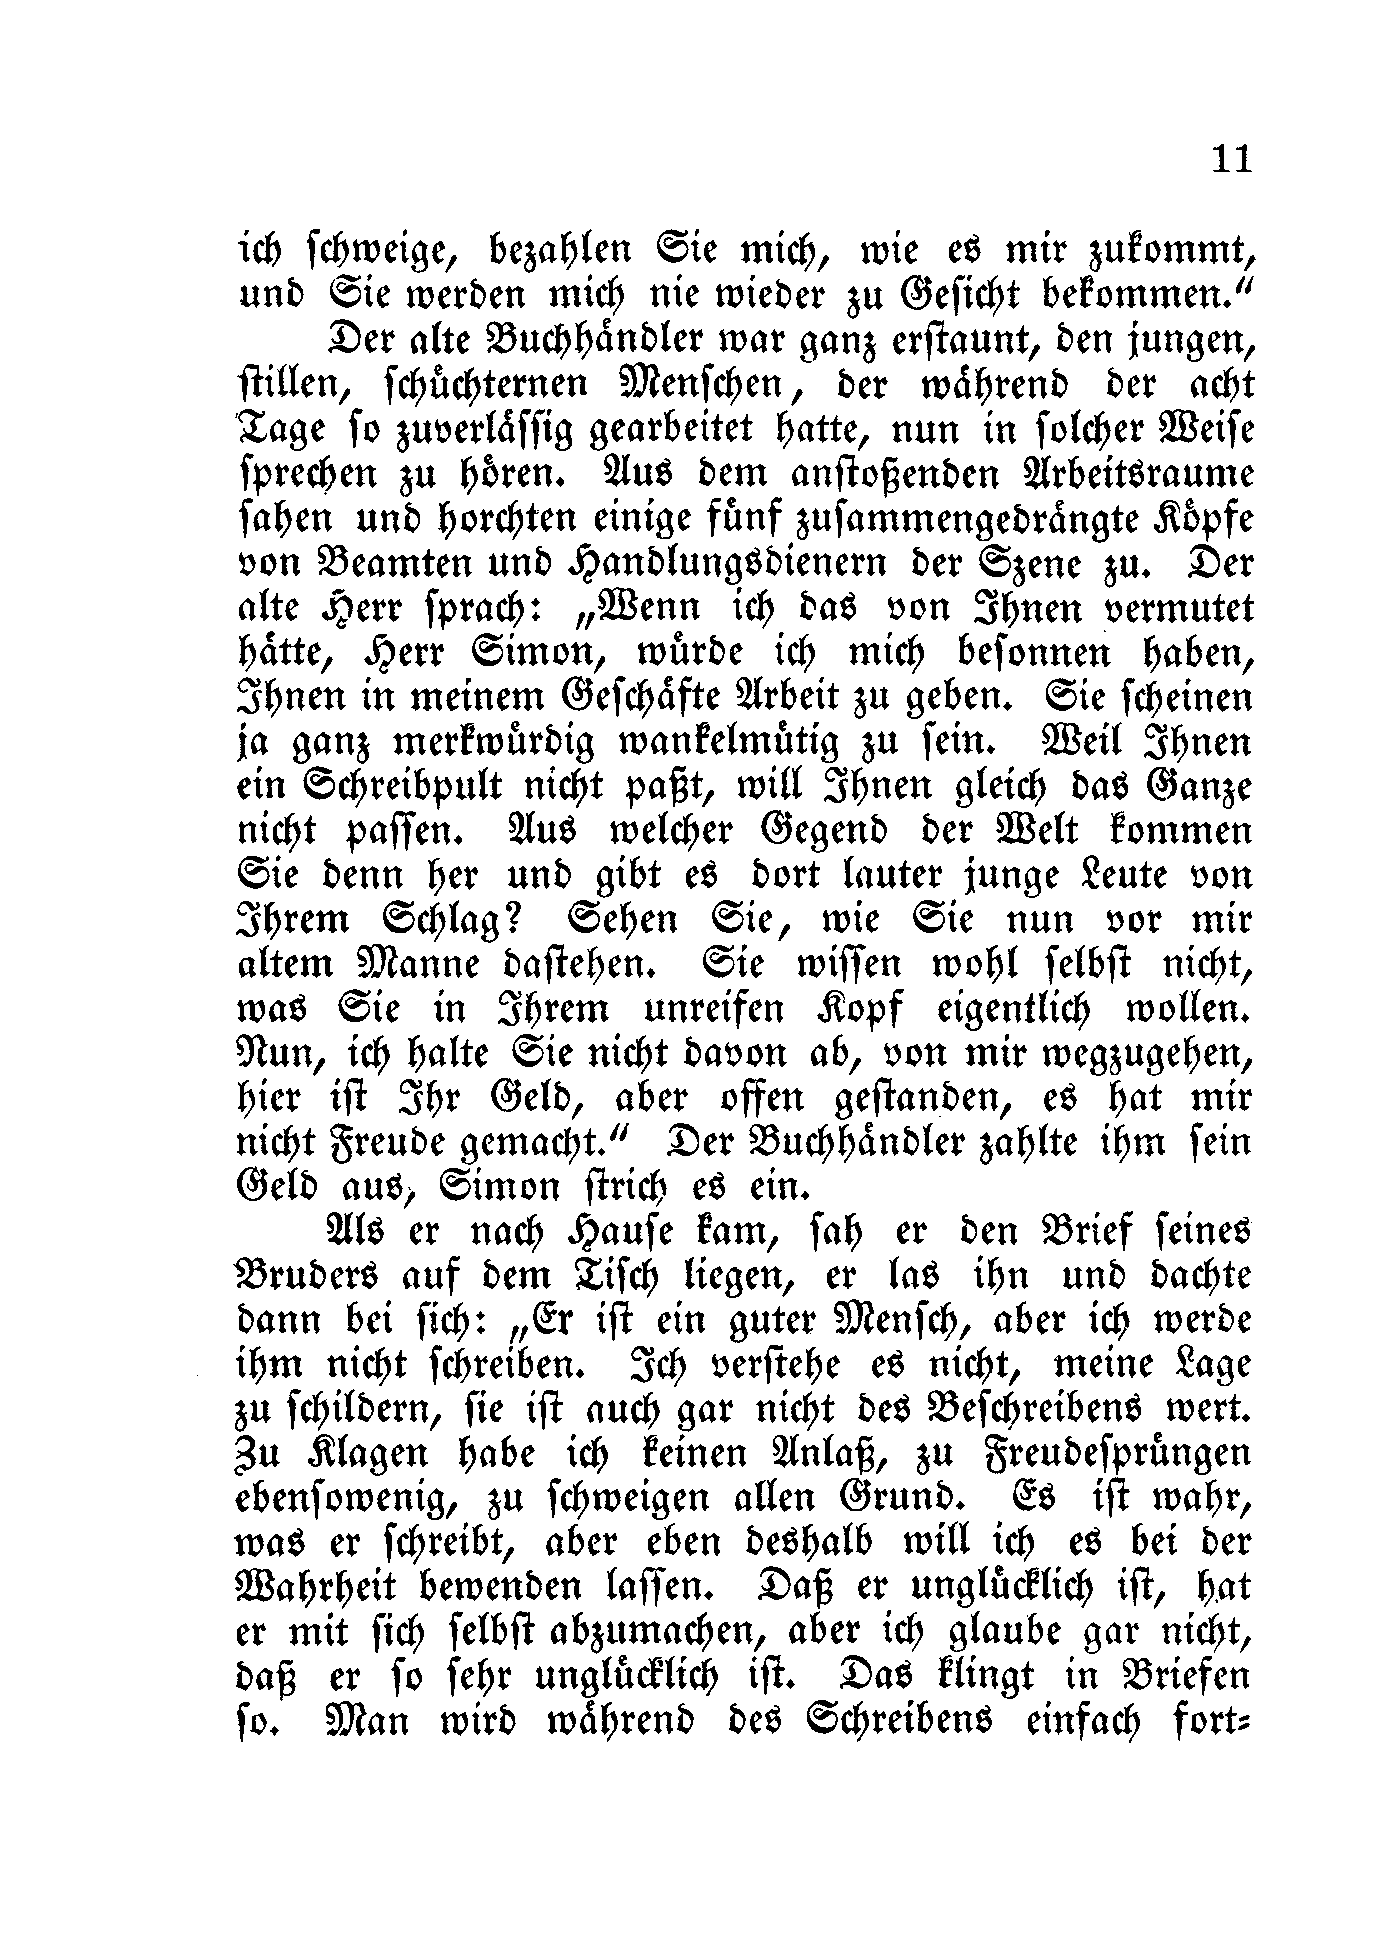 11
ich schweige, bezahlen Sie mich, wie es mir zukommt,
und Sie werden mich nie wieder zu Gesicht bekommen.“
Der alte Buchhändler war ganz erstaunt, den jungen,
stillen, schüchternen Menschen, der während der acht
Tage so zuverlässig gearbeitet hatte, nun in solcher Weise
sprechen zu hören. Aus dem anstoßenden Arbeitsraume
sahen und horchten einige fünf zusammengedrängte Köpfe
von Beamten und Handlungsdienern der Szene zu. Der
alte Herr sprach: „Wenn ich das von Ihnen vermutet
hätte, Herr Simon, würde ich mich besonnen haben,
Ihnen in meinem Geschäfte Arbeit zu geben. Sie scheinen
ja ganz merkwürdig wankelmütig zu sein. Weil Ihnen
ein Schreibpult nicht paßt, will Ihnen gleich das Ganze
nicht passen. Aus welcher Gegend der Welt kommen
Sie denn her und gibt es dort lauter junge Leute von
Ihrem Schlag? Sehen Sie, wie Sie nun vor mir
altem Manne dastehen. Sie wissen wohl selbst nicht,
was Sie in Ihrem unreifen Kopf eigentlich wollen.
Nun, ich halte Sie nicht davon ab, von mir wegzugehen,
hier ist Ihr Geld, aber offen gestanden, es hat mir
nicht Freude gemacht.“ Der Buchhändler zahlte ihm sein
Geld aus, Simon strich es ein.
Als er nach Hause kam, sah er den Brief seines
Bruders auf dem Tisch liegen, er las ihn und dachte
dann bei sich: „Er ist ein guter Mensch, aber ich werde
ihm nicht schreiben. Ich verstehe es nicht, meine Lage
zu schildern, sie ist auch gar nicht des Beschreibens wert.
Zu Klagen habe ich keinen Anlaß, zu Freudesprüngen
ebensowenig, zu schweigen allen Grund. Es ist wahr,
was er schreibt, aber eben deshalb will ich es bei der
Wahrheit bewenden lassen. Daß er unglücklich ist, hat
er mit sich selbst abzumachen, aber ich glaube gar nicht,
daß er so sehr unglücklich ist. Das klingt in Briefen
so. Man wird während des Schreibens einfach fort-